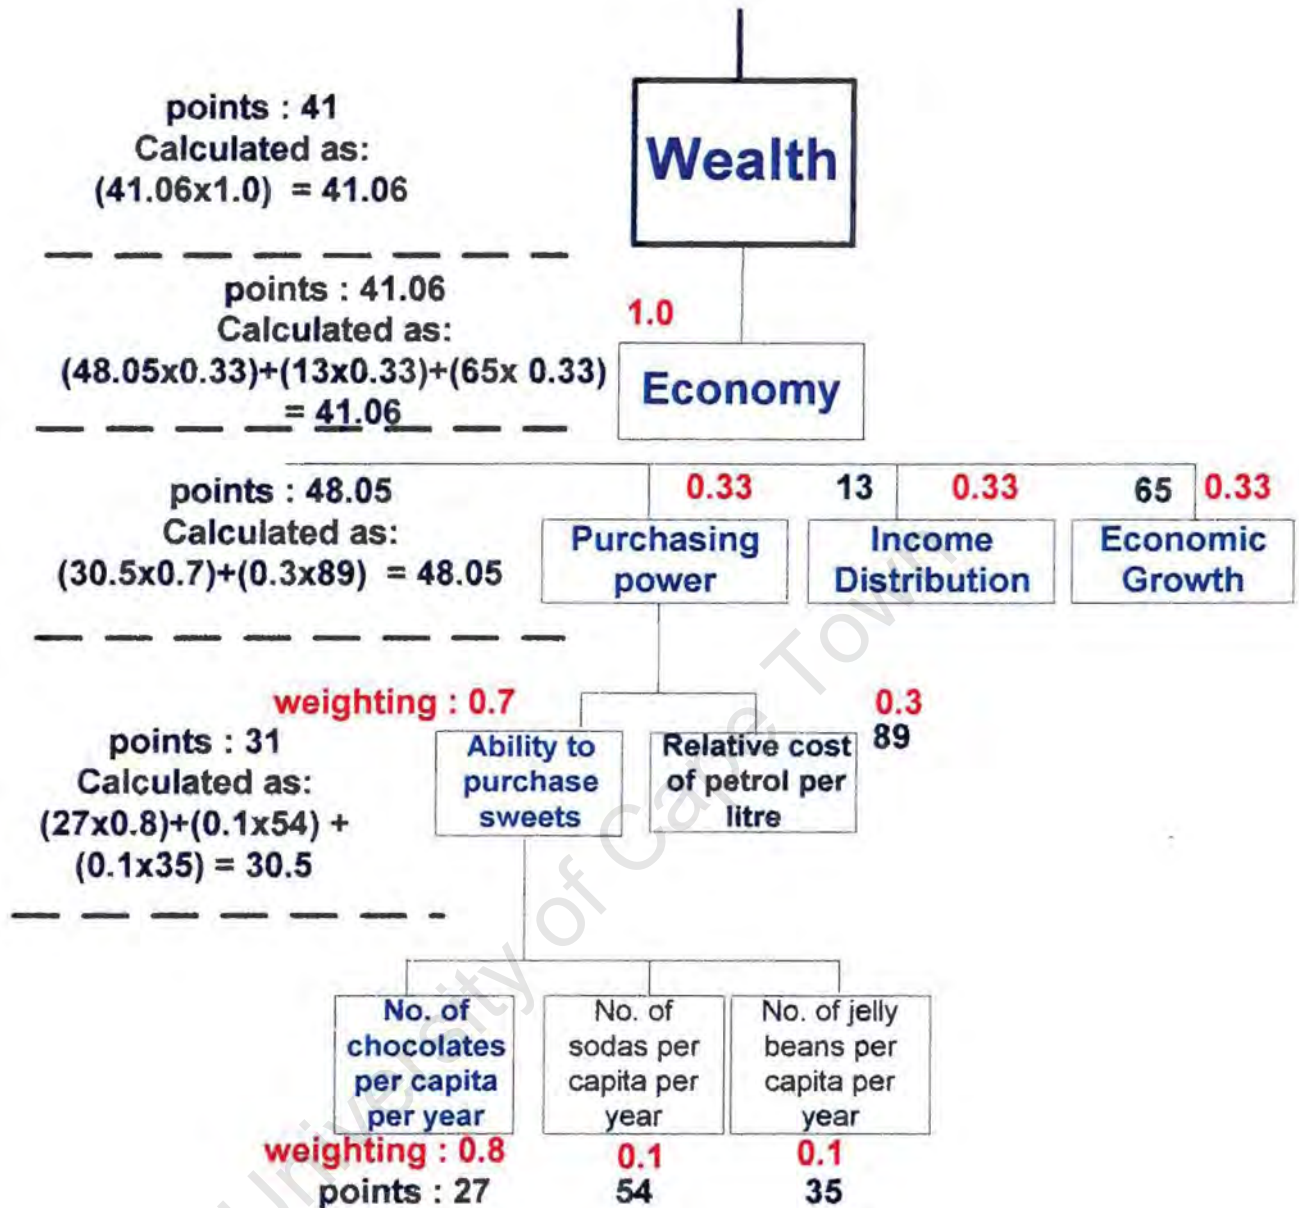 points : 41
Calculated as:
(41.06x1.0) = 41.06
Wealth
points : 41.06
Calculated as:
(48.05x0.33)+(13x0.33)+(65x 0.33)
= 41.06
1.0
Economy
points : 48.05
Calculated as:
(30.5x0.7)+(0.3x89) = 48.05
0.33
13
0.33
65
0.33
Purchasing
power
Income
Distribution
Economic
Growth
weighting : 0.7
points : 31
Calculated as:
(27x0.8)+(0.1x54) +
(0.1x35) = 30.5
Ability to
purchase
sweets
Relative cost
of petrol per
litre
0.3
89
No. of
chocolates
per capita
per year
No. of
sodas per
capita per
year
No. of jelly
beans per
capita per
year
weighting : 0.8
0.1
0.1
points : 27
54
35
University of Cape Town